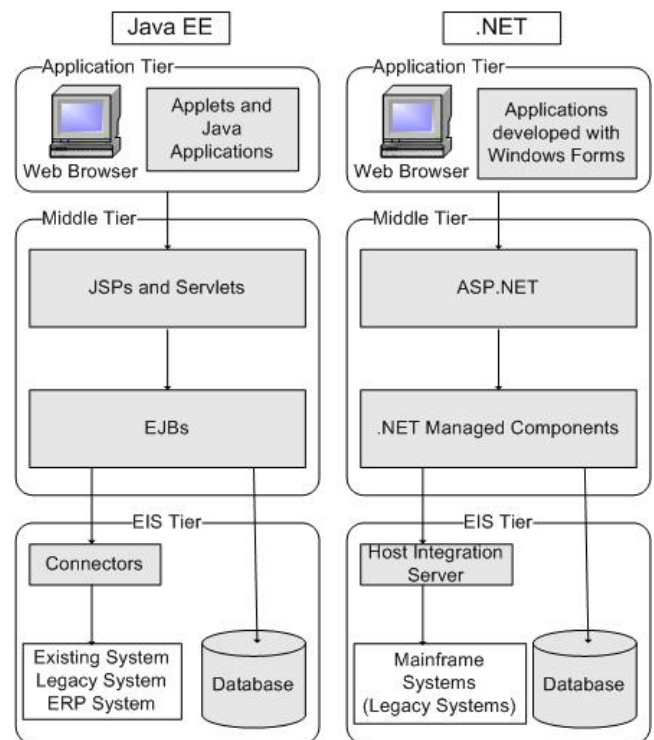 Java EE
Application Tier
Web Browser
Applets and
Java
Applications
Middle Tier
JSPs and Servlets
EJBs
EIS Tier
Connectors
Existing System
Legacy System
ERP System
Database
.NET
Application Tier
Web Browser
Applications
developed with
Windows Forms
Middle Tier
ASP.NET
.NET Managed Components
EIS Tier
Host Integration
Server
Mainframe
Systems
(Legacy Systems)
Database